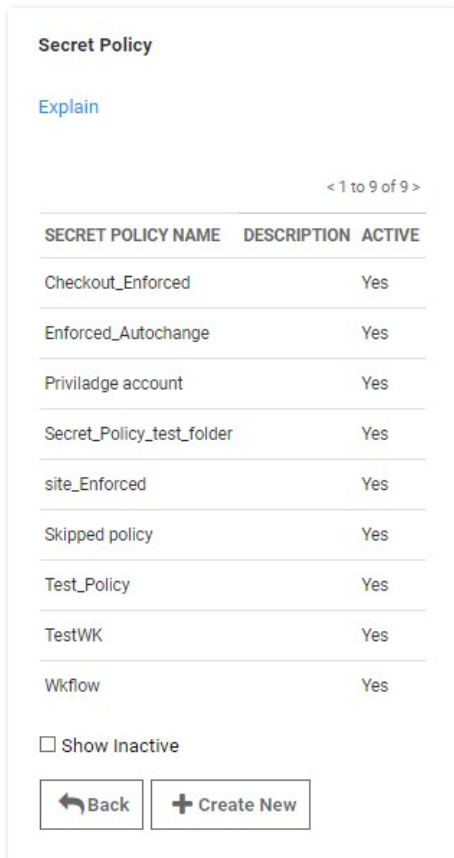 Secret Policy
Explain
< 1 to 9 of 9 >
SECRET POLICY NAME DESCRIPTION ACTIVE
Checkout_Enforced Yes
Enforced_Autochange Yes
Priviladge account Yes
Secret_Policy_test_folder Yes
site_Enforced Yes
Skipped policy Yes
Test_Policy Yes
TestWK Yes
Wkflow Yes
Show Inactive
Back Create New